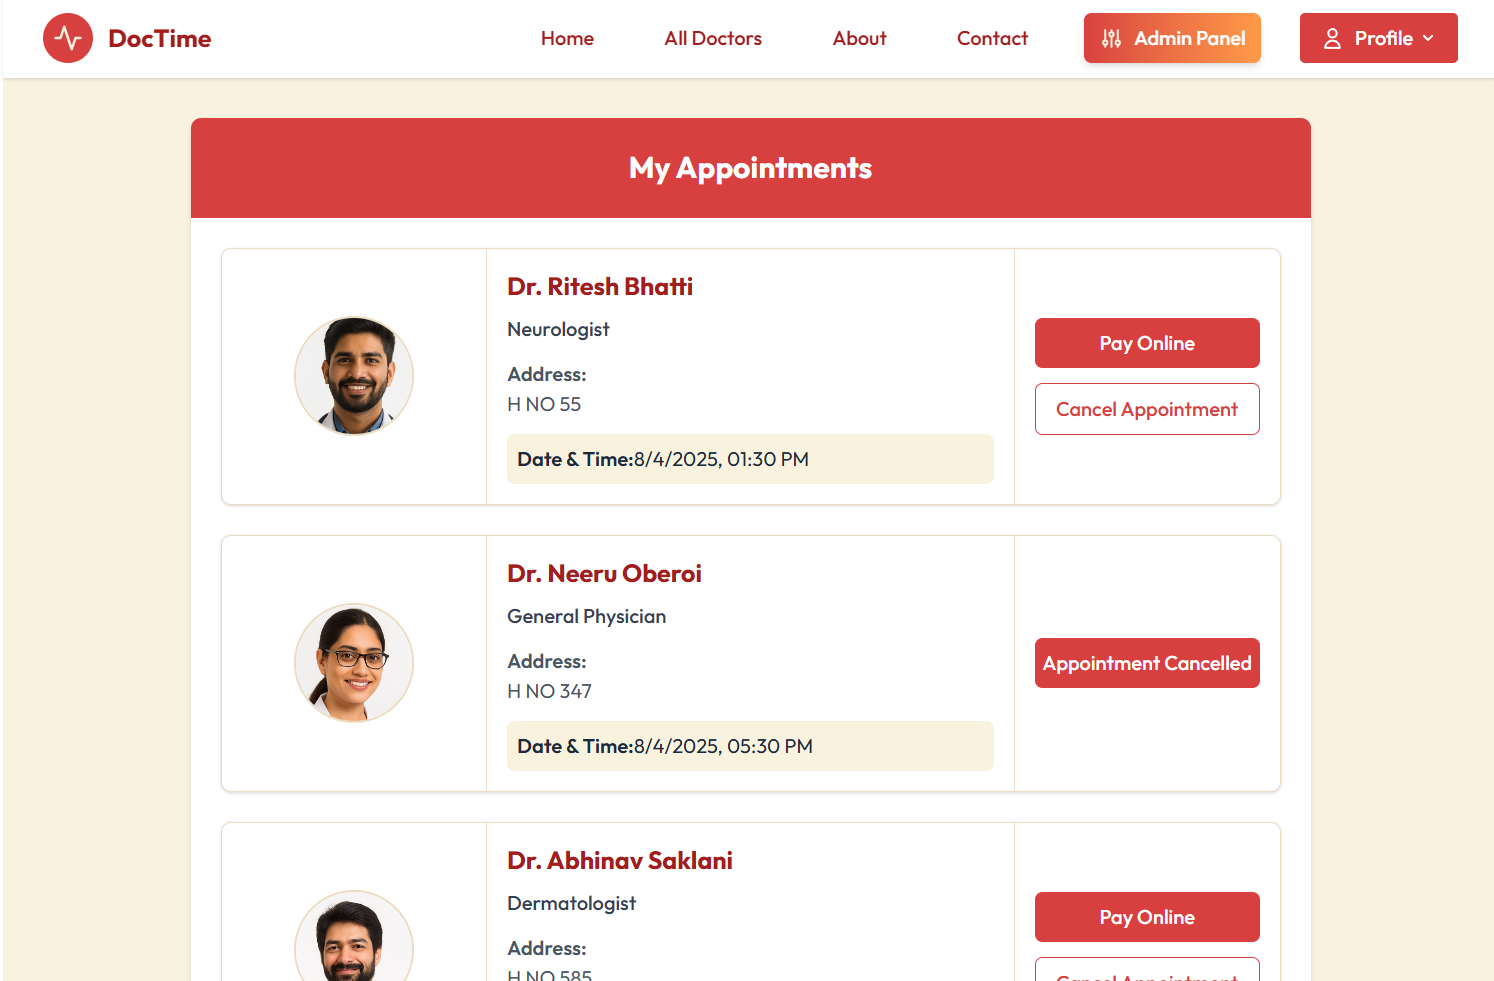 DocTime
Home
All Doctors
About
Contact
Admin Panel
Profile
My Appointments
Dr. Ritesh Bhatti
Neurologist
Address:
H NO 55
Date & Time:8/4/2025, 01:30 PM
Pay Online
Cancel Appointment
Dr. Neeru Oberoi
General Physician
Address:
H NO 347
Date & Time:8/4/2025, 05:30 PM
Appointment Cancelled
Dr. Abhinav Saklani
Dermatologist
Address:
H NO 585
Pay Online
Cancel Appointment